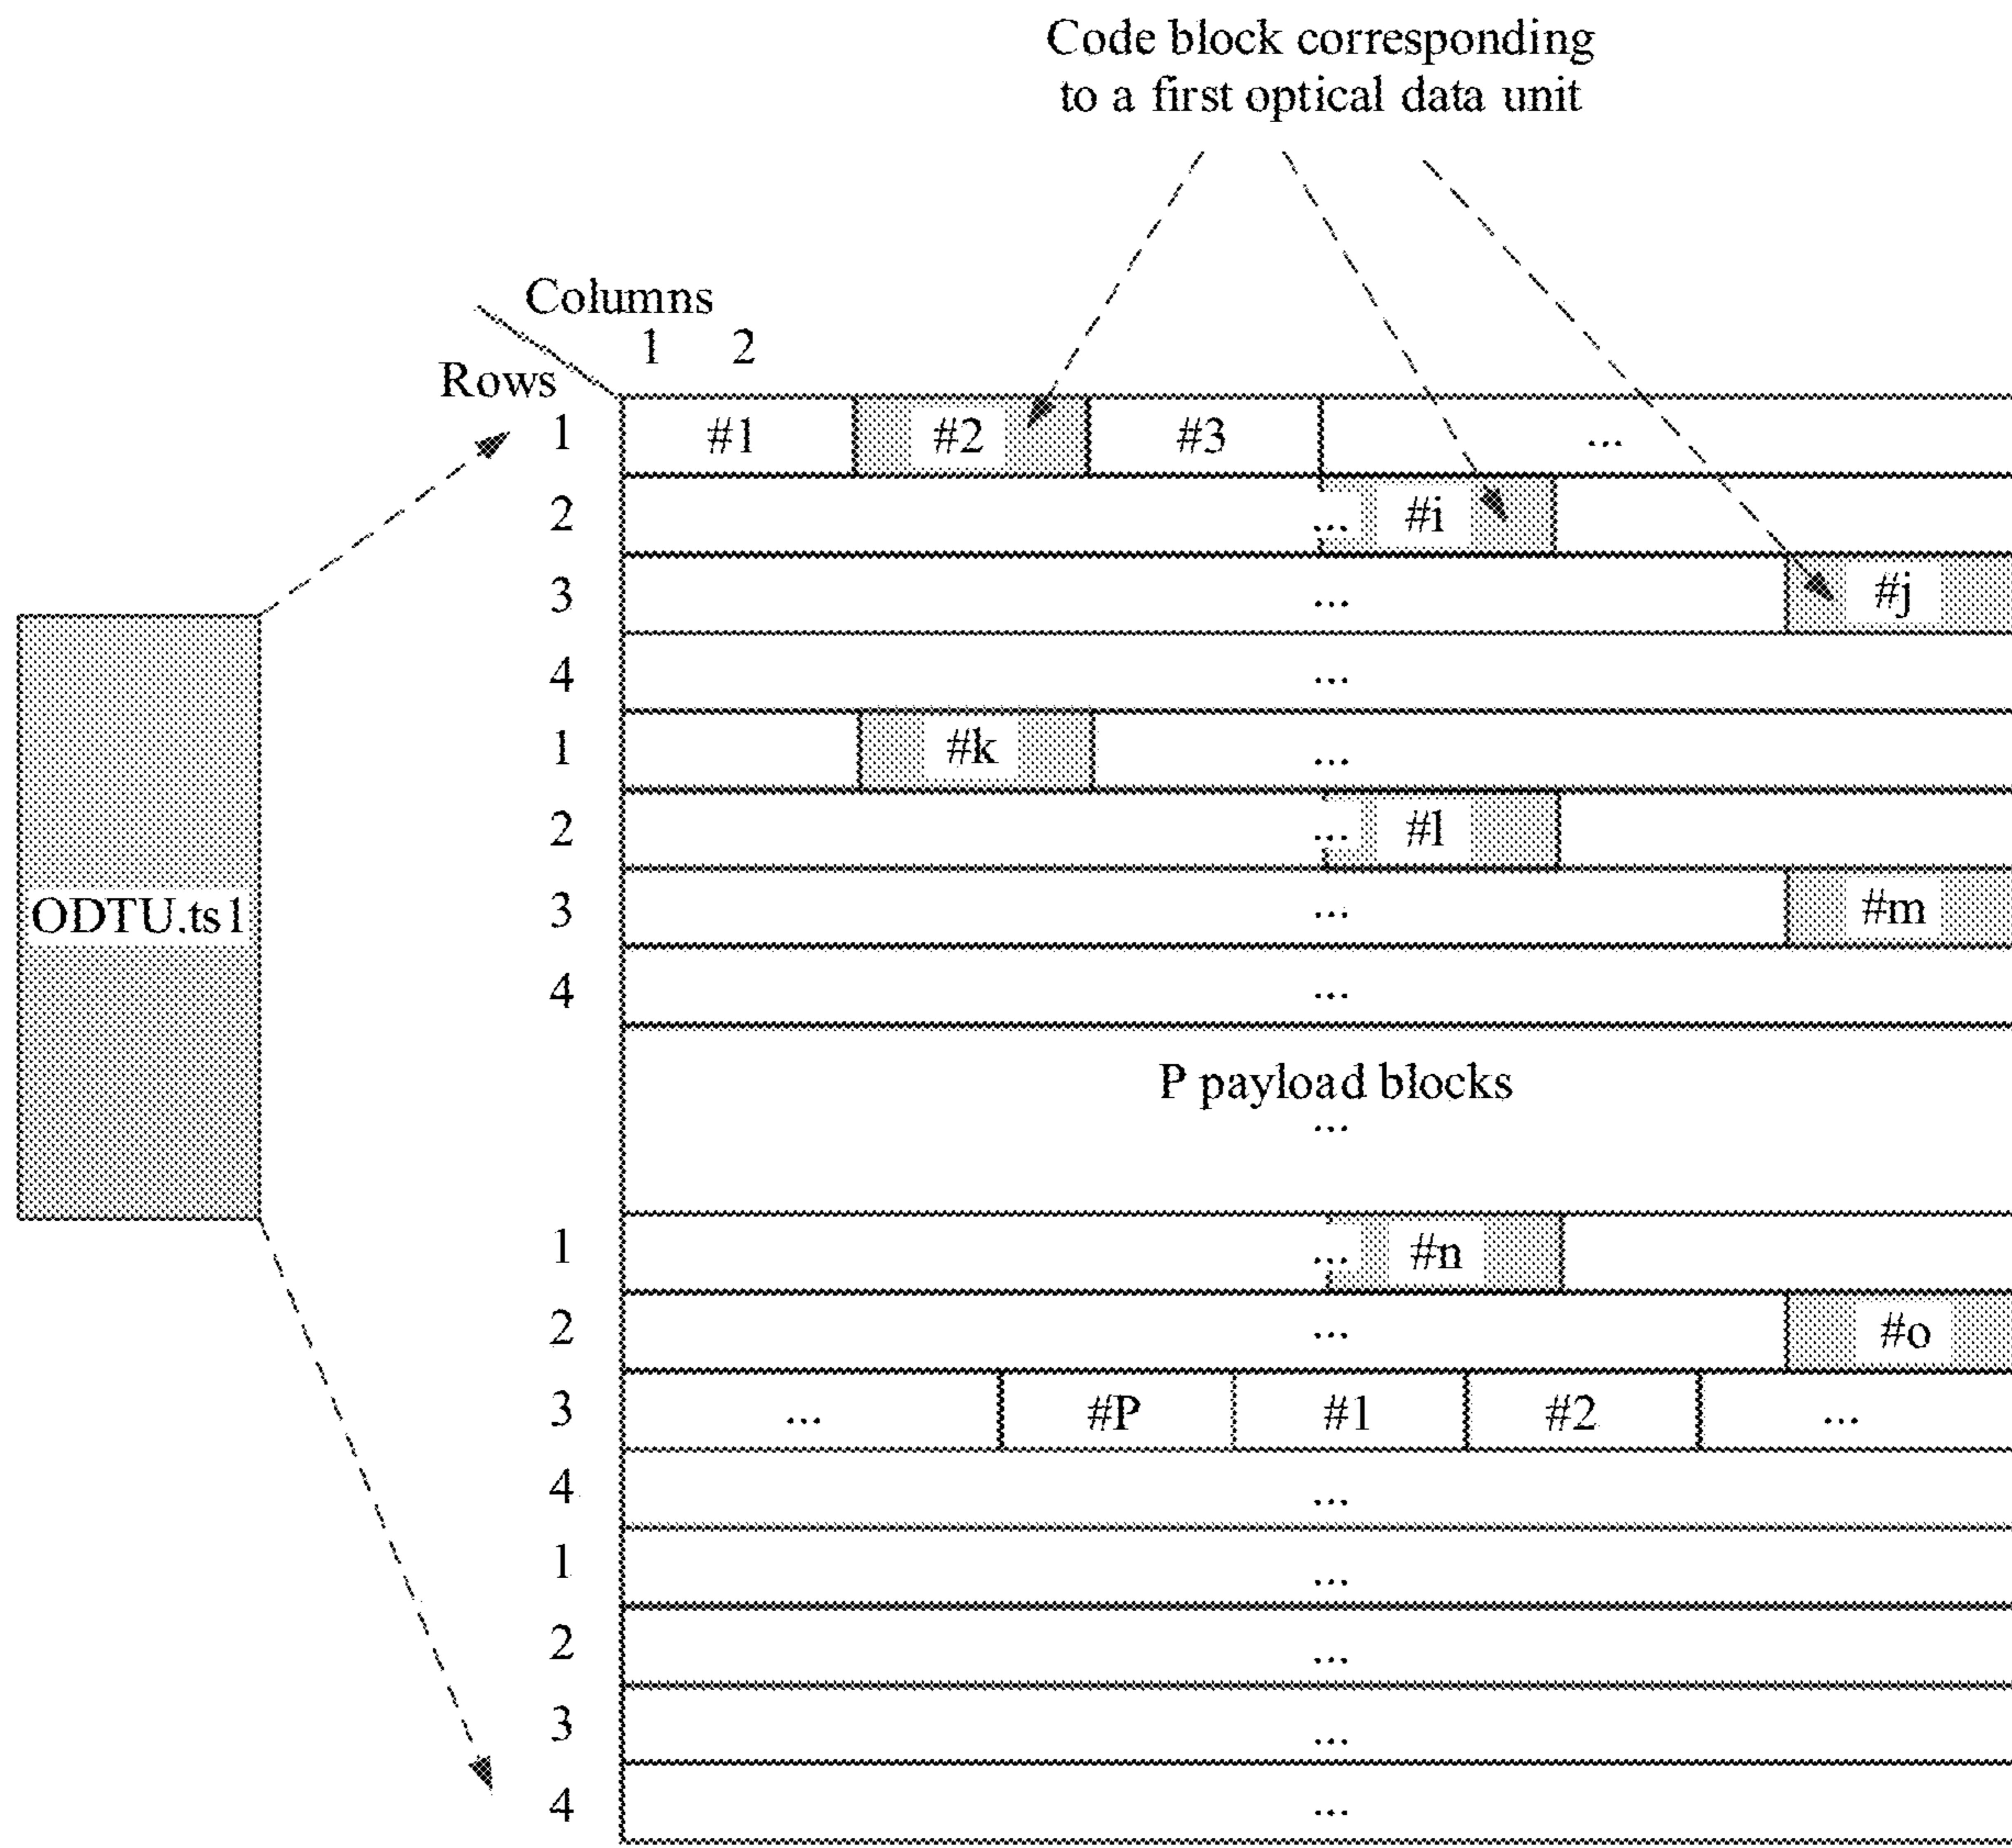 Code block corresponding
to a first optical data unit
Columns
1 2
Rows
1 #1 #2 #3 ...
2 ... #i
3 ... #j
4 ...
1 #k ...
2 ... #l
3 ... #m
4 ...
ODTU.ts1
P payload blocks
...
1 ... #n
2 ... #o
3 ... #P #1 #2 ...
4 ...
1 ...
2 ...
3 ...
4 ...